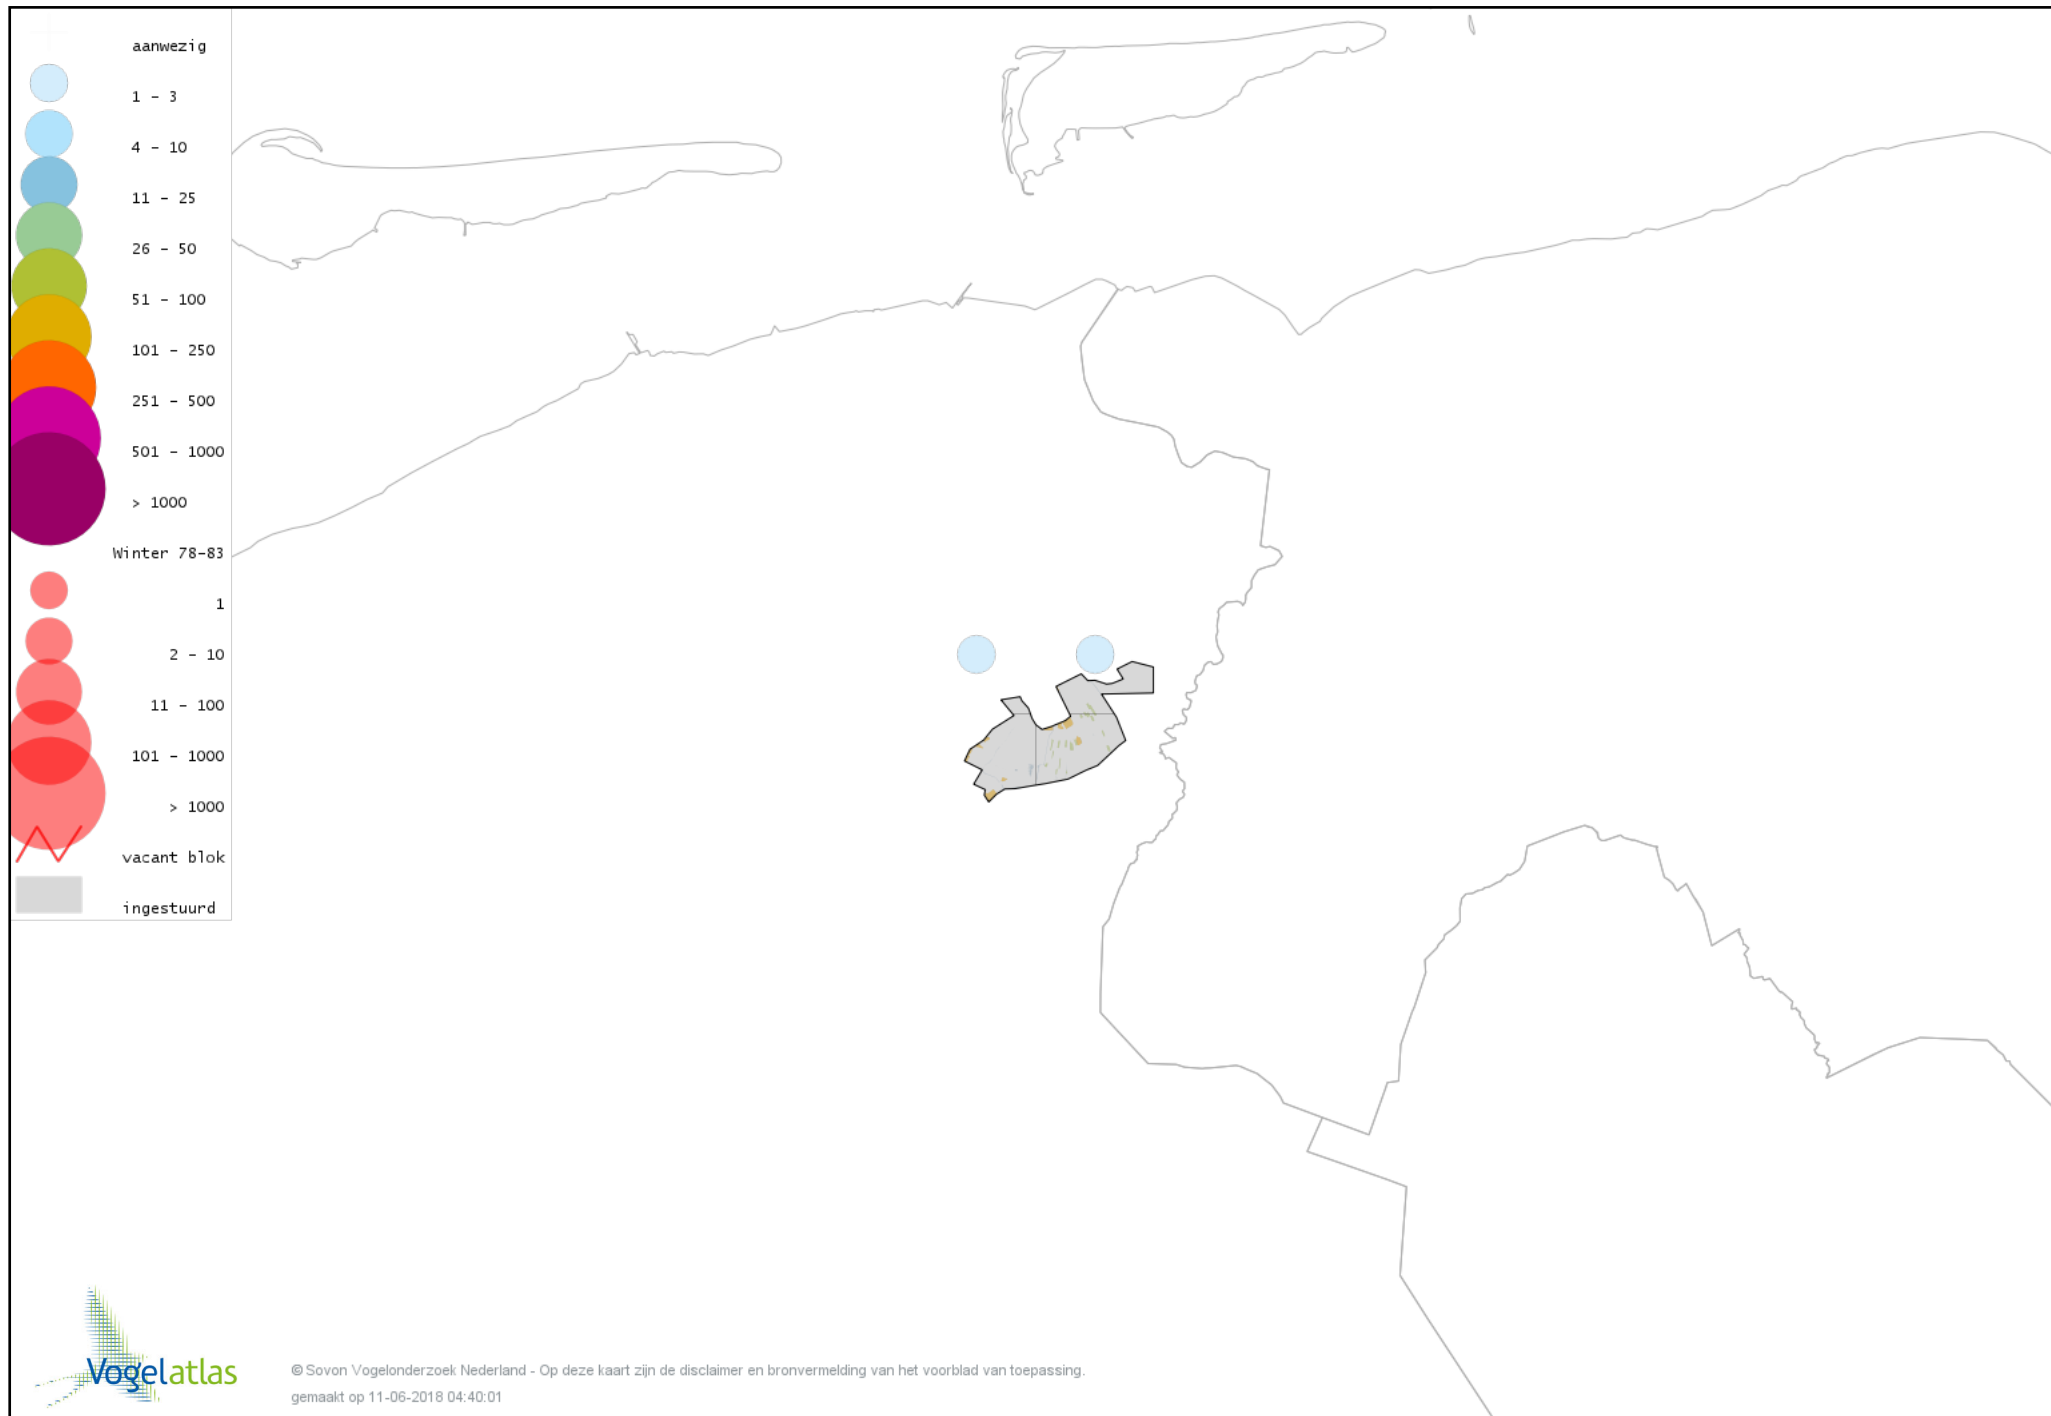 aanwezig
1 - 3
4 - 10
11 - 25
26 - 50
51 - 100
101 - 250
251 - 500
501 - 1000
> 1000
Winter 78-83
1
2 - 10
11 - 100
101 - 1000
> 1000
vacant blok
ingestuurd
Vogelatlas
© Sovon Vogelonderzoek Nederland - Op deze kaart zijn de disclaimer en bronvermelding van het voorblad van toepassing.
gemaakt op 11-06-2018 04:40:01